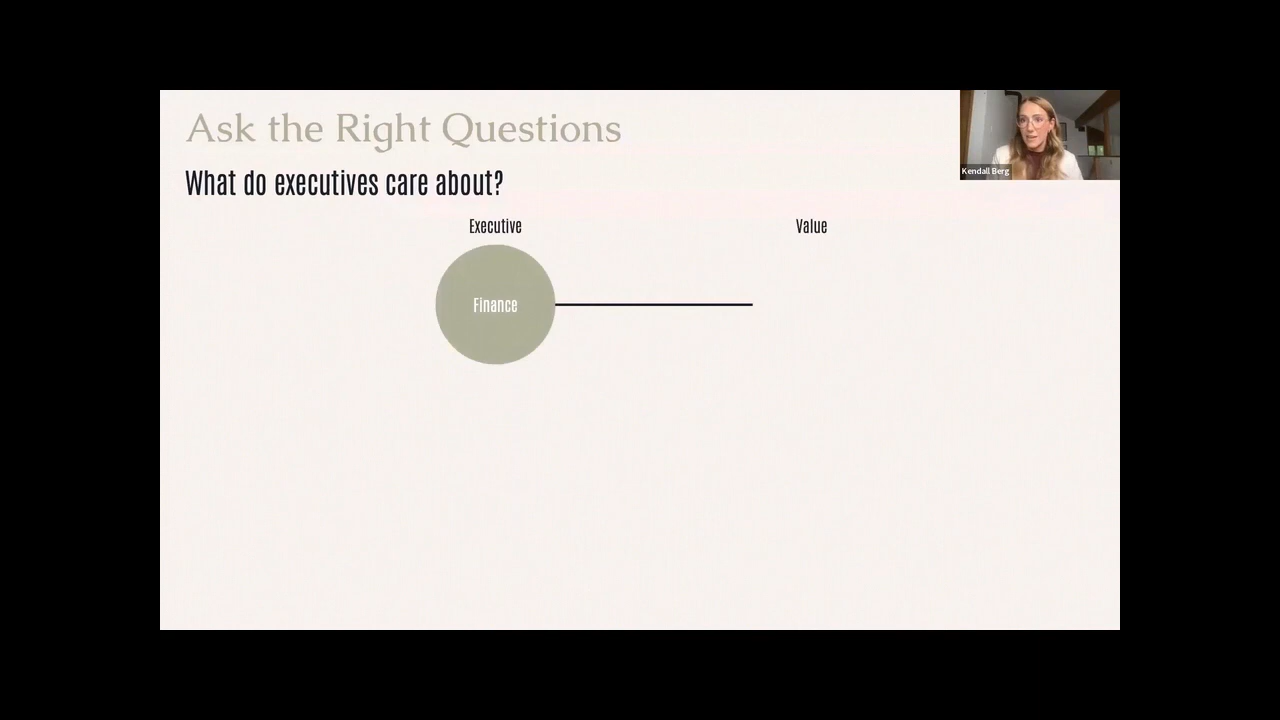 Ask the Right Questions
What do executives care about?
Kendall Berg
Executive
Value
Finance